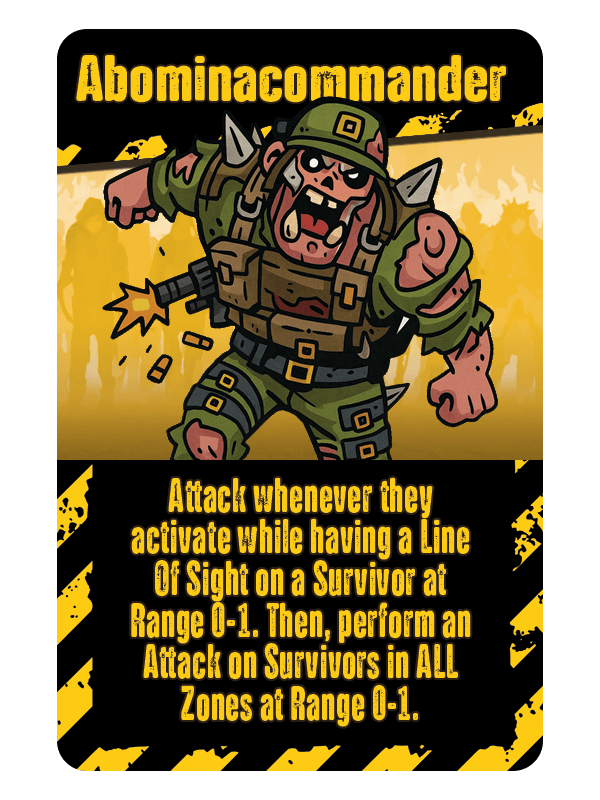 Abominacommander
Attack whenever they
activate while having a Line
Of Sight on a Survivor at
Range 0-1. Then, perform an
Attack on Survivors in ALL
Zones at Range 0-1.